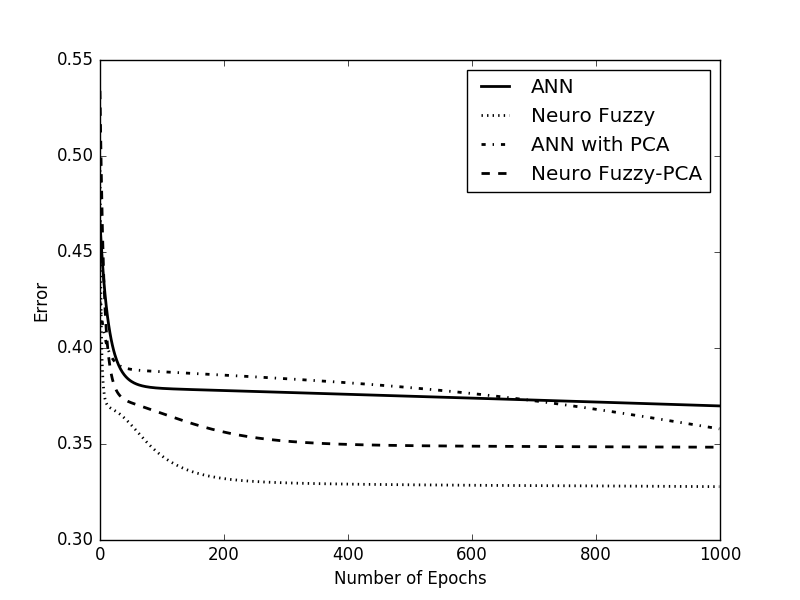 0.55
0.50
0.45
0.40
0.35
0.30
Error
ANN
Neuro Fuzzy
ANN with PCA
Neuro Fuzzy-PCA
0 200 400 600 800 1000
Number of Epochs